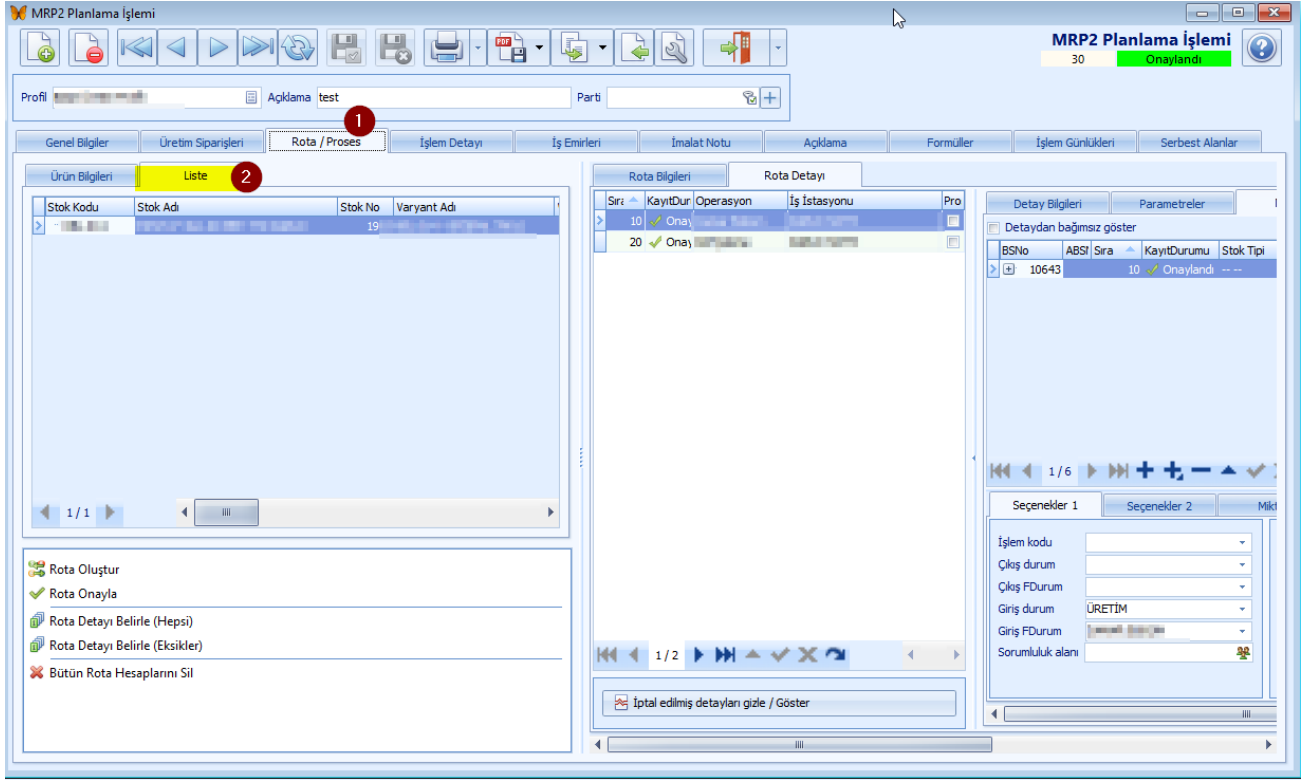 MRP2 Planlama İşlemi
PDF
MRP2 Planlama İşlemi
30 Onaylandı
Profil
Açıklama test
Parti
1
Genel Bilgiler Üretim Siparişleri Rota / Proses İşlem Detayı İş Emirleri İmalat Notu Açıklama Formüller İşlem Günlükleri Serbest Alanlar
Ürün Bilgileri Liste 2
Stok Kodu Stok Adı Stok No Varyant Adı
19
1/1
Rota Oluştur
Rota Onayla
Rota Detayı Belirle (Hepsi)
Rota Detayı Belirle (Eksikler)
Bütün Rota Hesaplarını Sil
Rota Bilgileri Rota Detayı
Sıra KayıtDur Operasyon İş İstasyonu Pro
10 Onay
20 Onay
1/2
İptal edilmiş detayları gizle / Göster
Detay Bilgileri Parametreler
Detaydan bağımsız göster
BSNo ABSN Sıra KayıtDurumu Stok Tipi
10643 10 Onaylandı -- --
1/6
Seçenekler 1 Seçenekler 2 Mikt
İşlem kodu
Çıkış durum
Çıkış FDurum
Giriş durum ÜRETİM
Giriş FDurum
Sorumluluk alanı